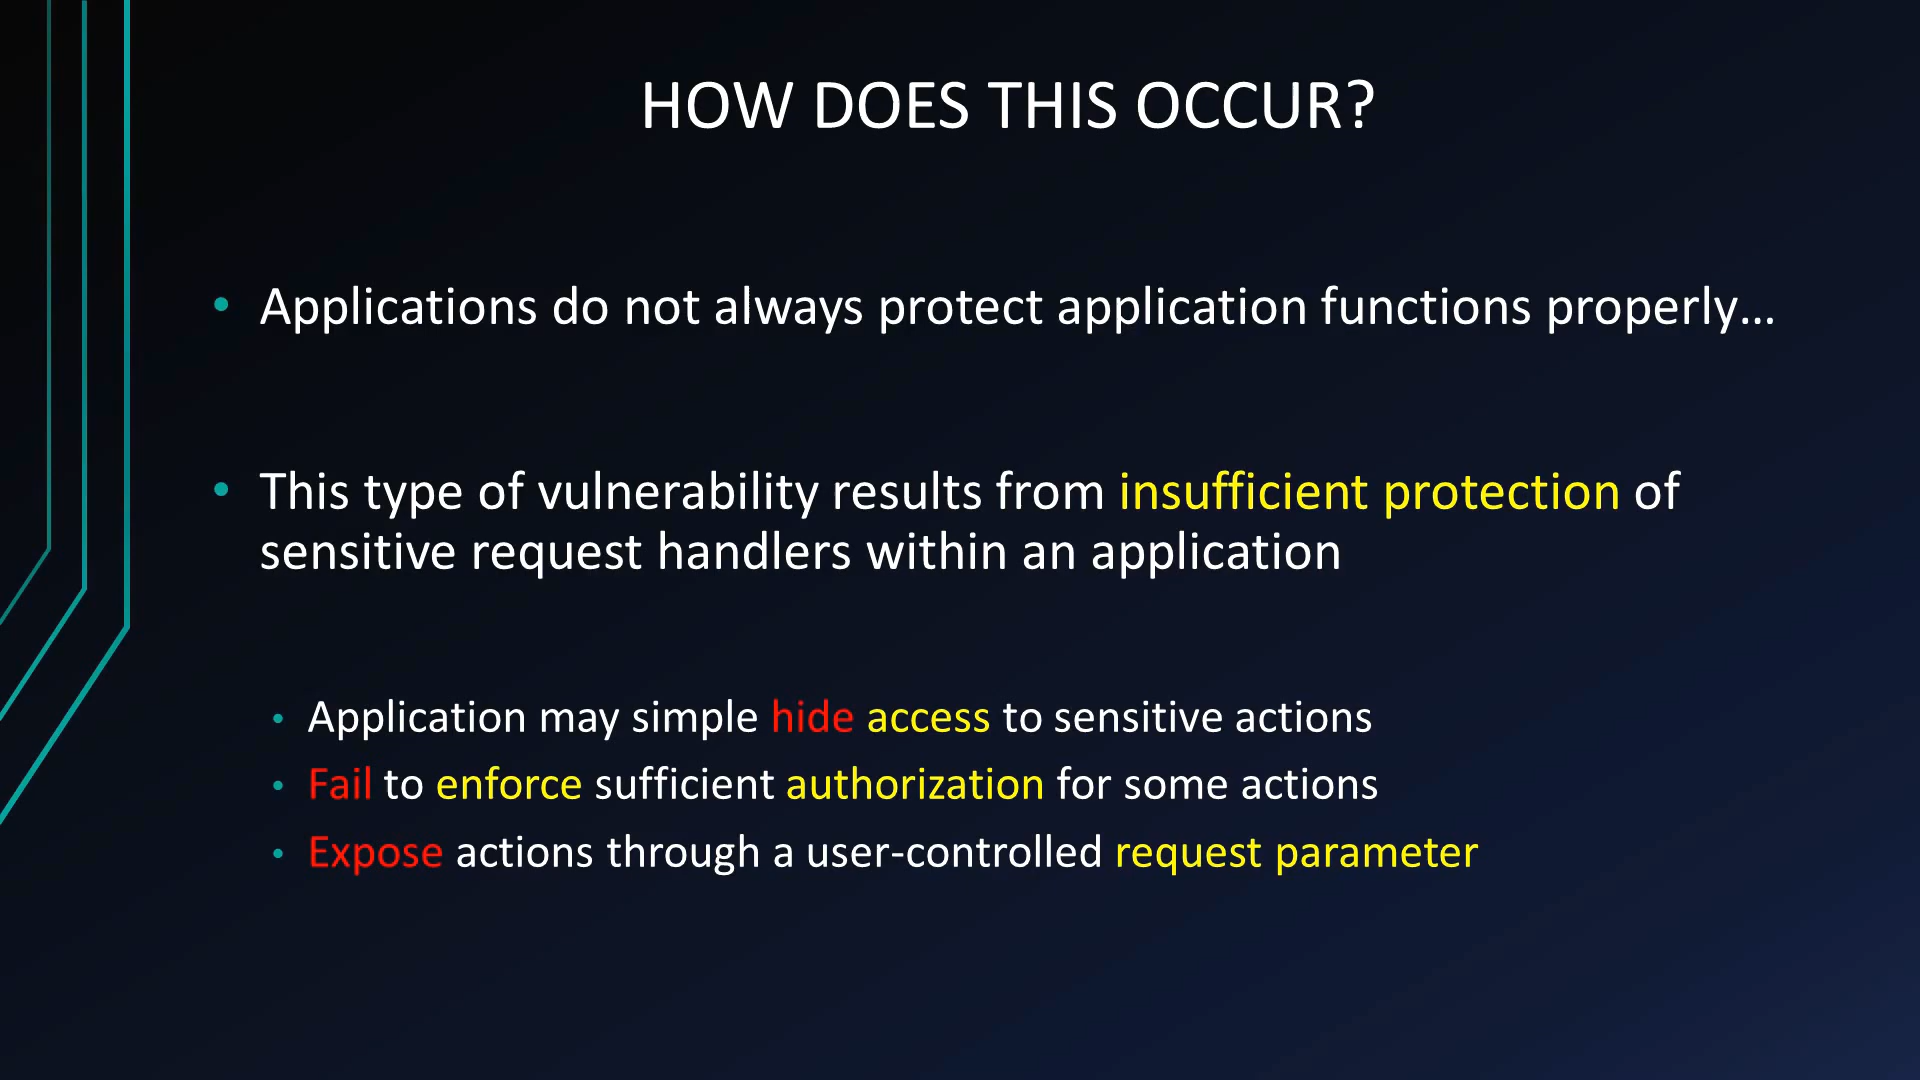 HOW DOES THIS OCCUR?
• Applications do not always protect application functions properly...
• This type of vulnerability results from insufficient protection of
sensitive request handlers within an application
• Application may simple hide access to sensitive actions
• Fail to enforce sufficient authorization for some actions
• Expose actions through a user-controlled request parameter